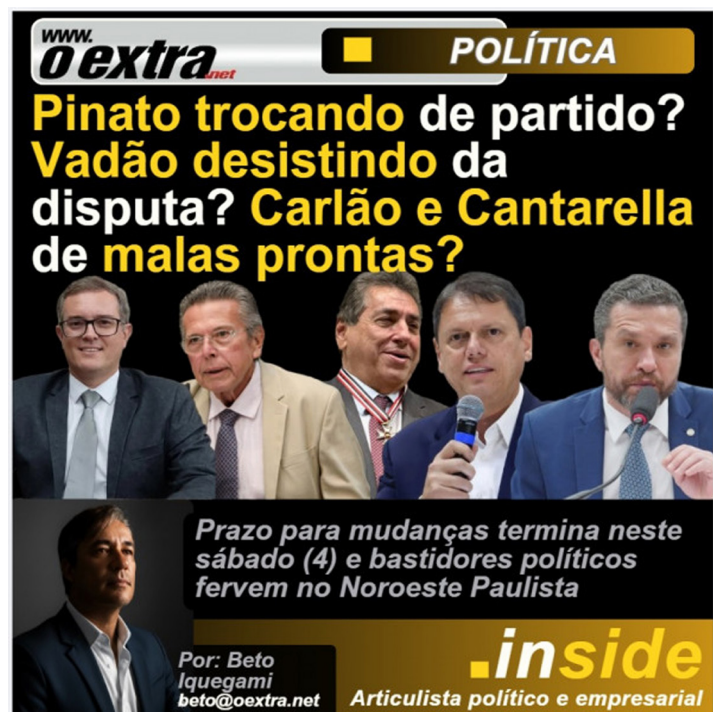 www.
o extra.net
POLÍTICA
Pinato trocando de partido?
Vadão desistindo da
disputa? Carlão e Cantarella
de malas prontas?
Prazo para mudanças termina neste
sábado (4) e bastidores políticos
fervem no Noroeste Paulista
Por: Beto
Iquegami
beto@oextra.net
.inside
Articulista político e empresarial